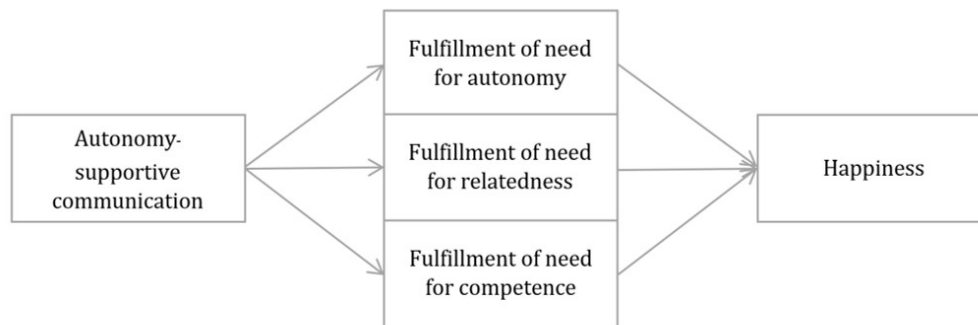 Autonomy-
supportive
communication
Fulfillment of need
for autonomy
Fulfillment of need
for relatedness
Fulfillment of need
for competence
Happiness